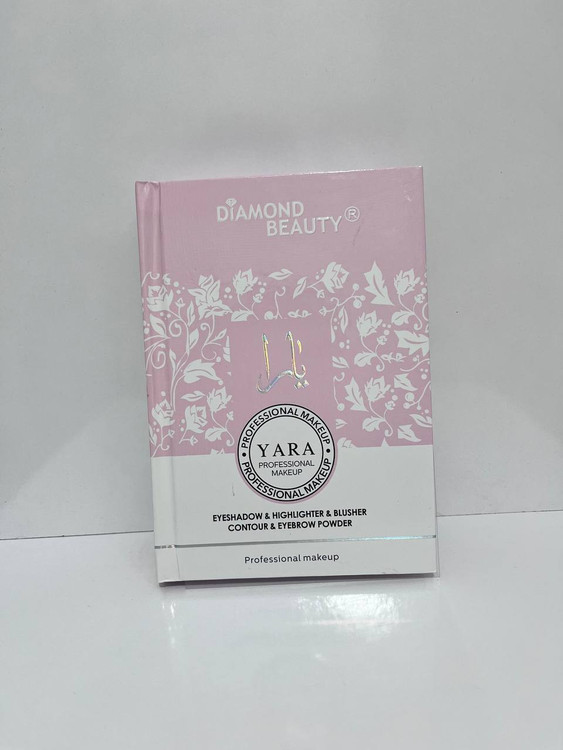 DIAMOND
BEAUTY®
يارا
PROFESSIONAL MAKEUP
YARA
PROFESSIONAL
MAKEUP
PROFESSIONAL MAKEUP
EYESHADOW & HIGHLIGHTER & BLUSHER
CONTOUR & EYEBROW POWDER
Professional makeup